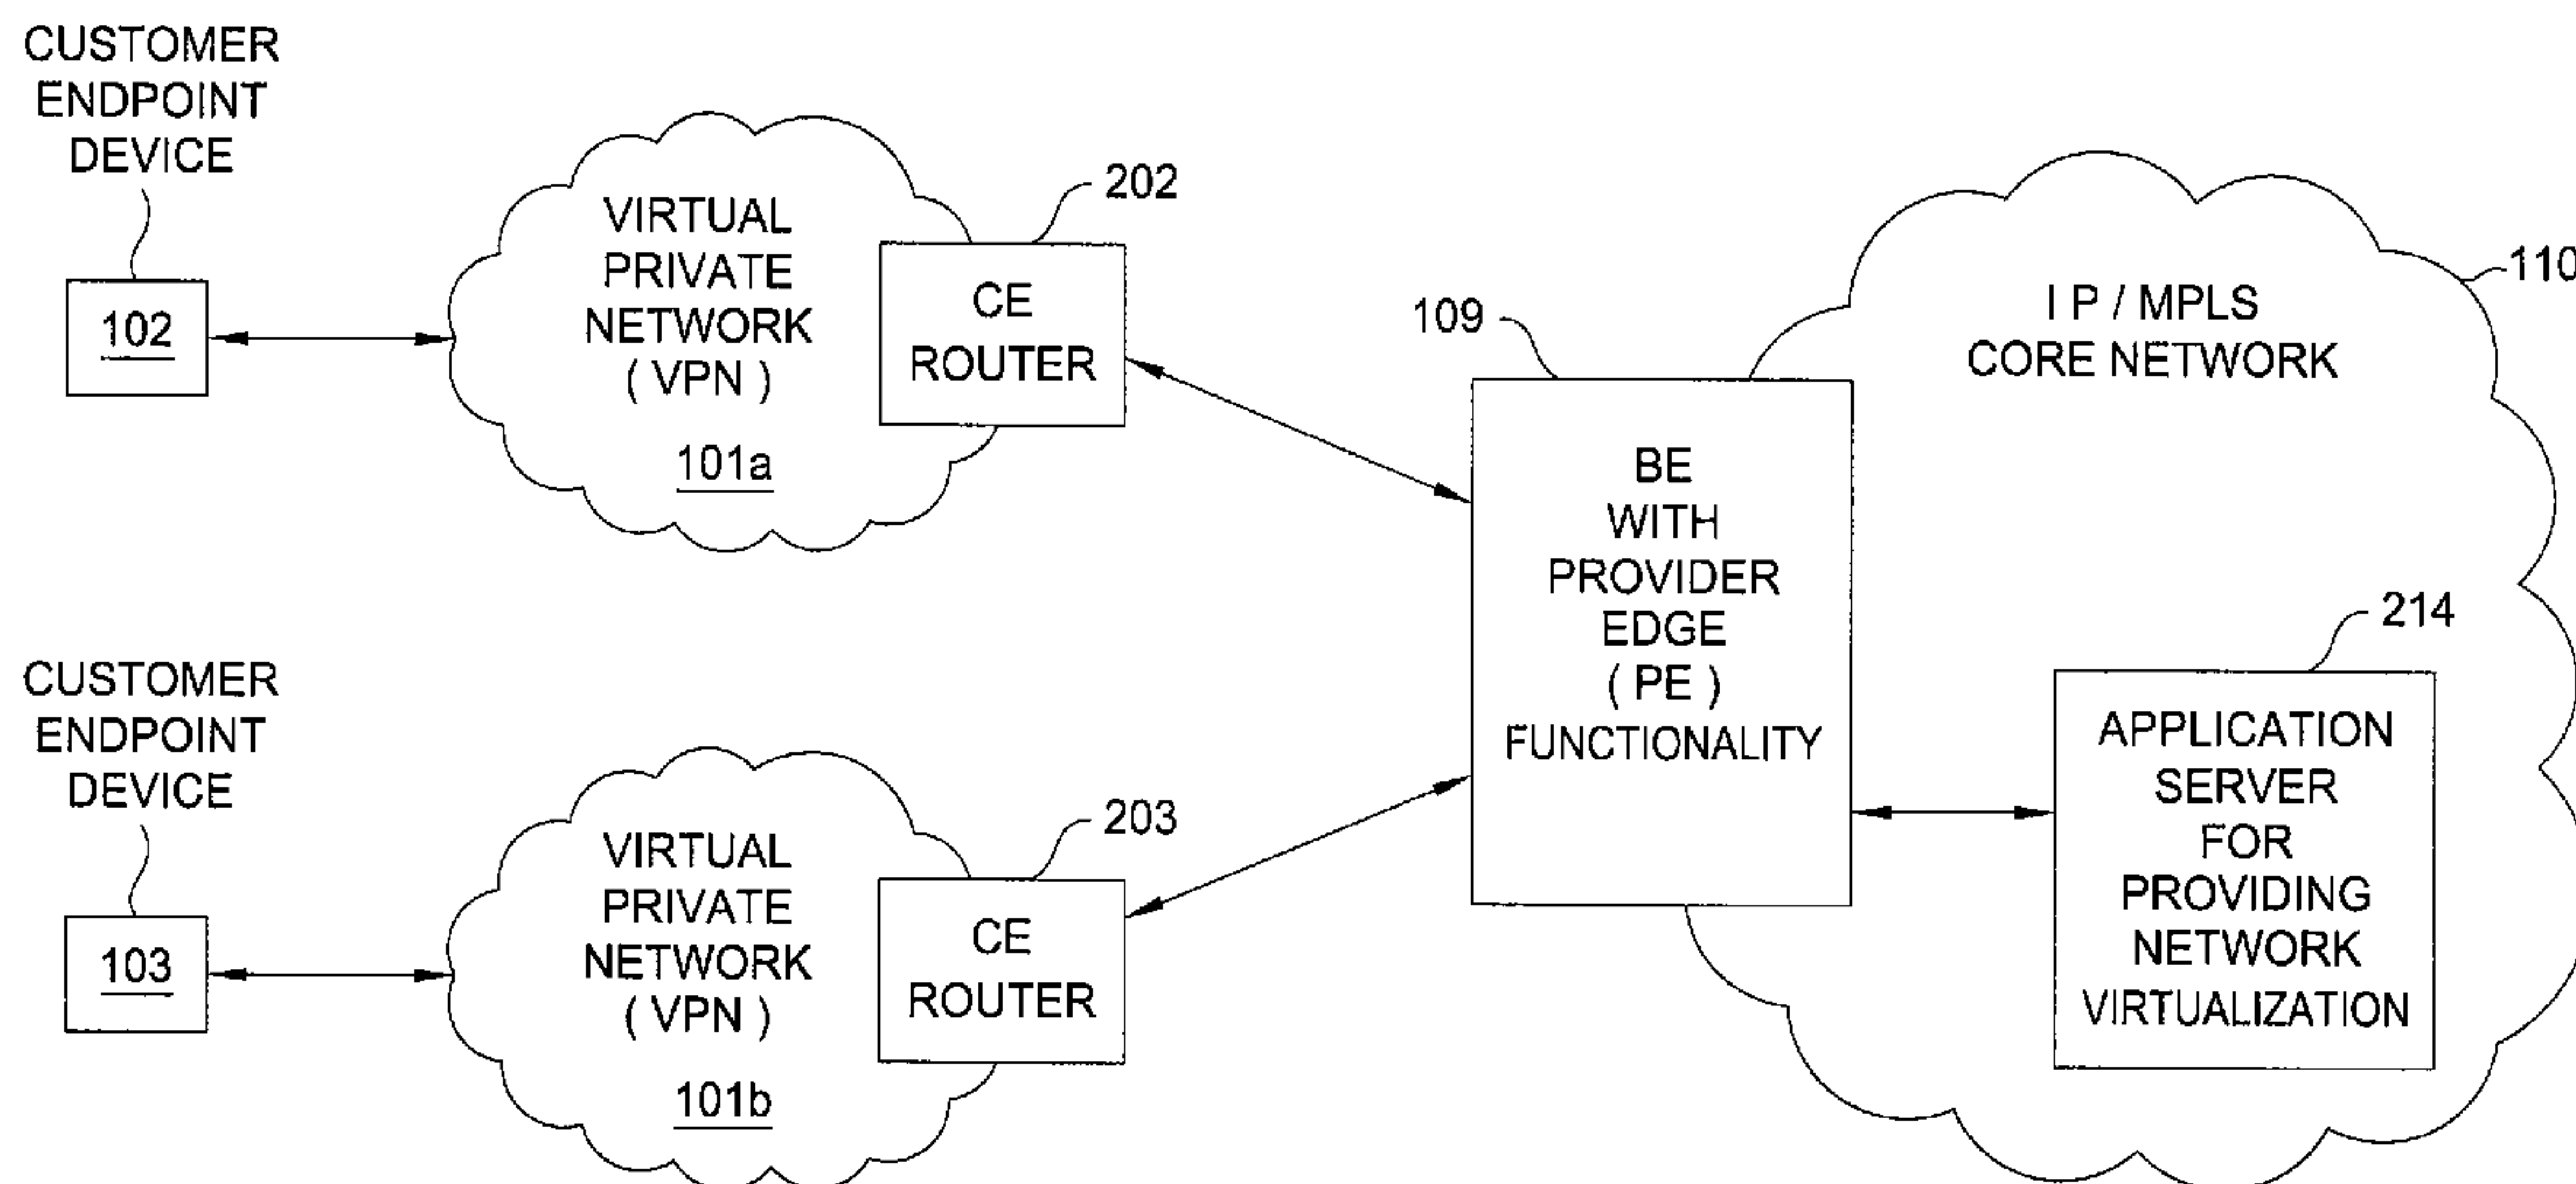 CUSTOMER
ENDPOINT
DEVICE
102
VIRTUAL
PRIVATE
NETWORK
( VPN )
101a
202
CE
ROUTER
CUSTOMER
ENDPOINT
DEVICE
103
VIRTUAL
PRIVATE
NETWORK
( VPN )
101b
203
CE
ROUTER
109
BE
WITH
PROVIDER
EDGE
( PE )
FUNCTIONALITY
110
I P / MPLS
CORE NETWORK
214
APPLICATION
SERVER
FOR
PROVIDING
NETWORK
VIRTUALIZATION